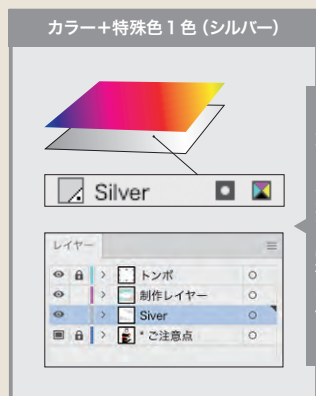 カラー+特殊色1色(シルバー)
Silver
レイヤー
トンボ
制作レイヤー
Siver
* ご注意点